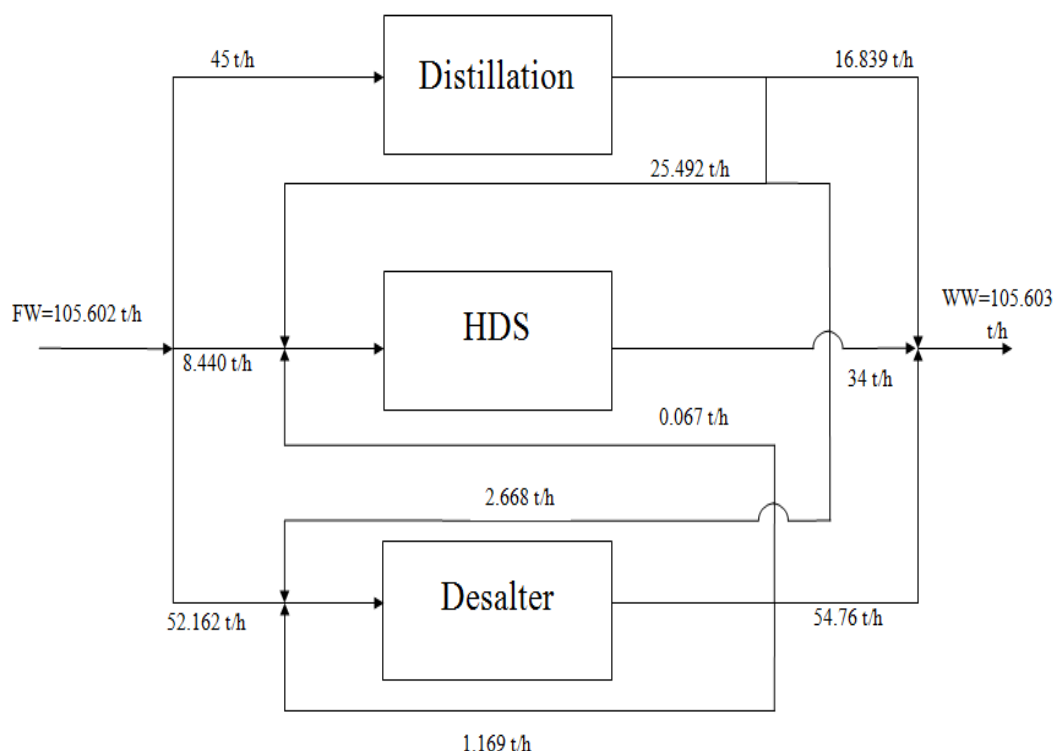 45 t/h
Distillation
16.839 t/h
25.492 t/h
FW=105.602 t/h
HDS
WW=105.603
t/h
8.440 t/h
34 t/h
0.067 t/h
2.668 t/h
Desalter
52.162 t/h
54.76 t/h
1.169 t/h